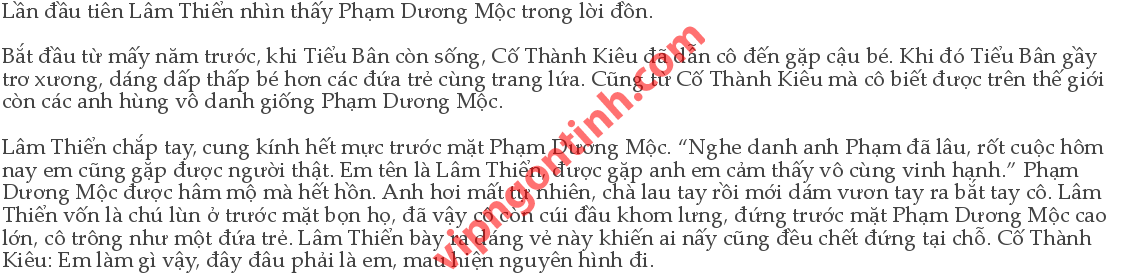 Lần đầu tiên Lâm Thiển nhìn thấy Phạm Dương Mộc trong lời đồn.
Bắt đầu từ mấy năm trước, khi Tiểu Bân còn sống, Cố Thành Kiêu đã dẫn cô đến gặp cậu bé. Khi đó Tiểu Bân gầy
trơ xương, dáng dấp thấp bé hơn các đứa trẻ cùng trang lứa. Cũng từ Cố Thành Kiêu mà cô biết được trên thế giới
còn các anh hùng vô danh giống Phạm Dương Mộc.
Lâm Thiển chắp tay, cung kính hết mực trước mặt Phạm Dương Mộc. “Nghe danh anh Phạm đã lâu, rốt cuộc hôm
nay em cũng gặp được người thật. Em tên là Lâm Thiển, được gặp anh em cảm thấy vô cùng vinh hạnh.” Phạm
Dương Mộc được hâm mộ mà hết hồn. Anh hơi mất tự nhiên, chà lau tay rồi mới dám vươn tay ra bắt tay cô. Lâm
Thiển vốn là chú lùn ở trước mặt bọn họ, đã vậy cô còn cúi đầu khom lưng, đứng trước mặt Phạm Dương Mộc cao
lớn, cô trông như một đứa trẻ. Lâm Thiển bày ra dáng vẻ này khiến ai nấy cũng đều chết đứng tại chỗ. Cố Thành
Kiêu: Em làm gì vậy, đây đâu phải là em, mau hiện nguyên hình đi.
vipngontinh.com